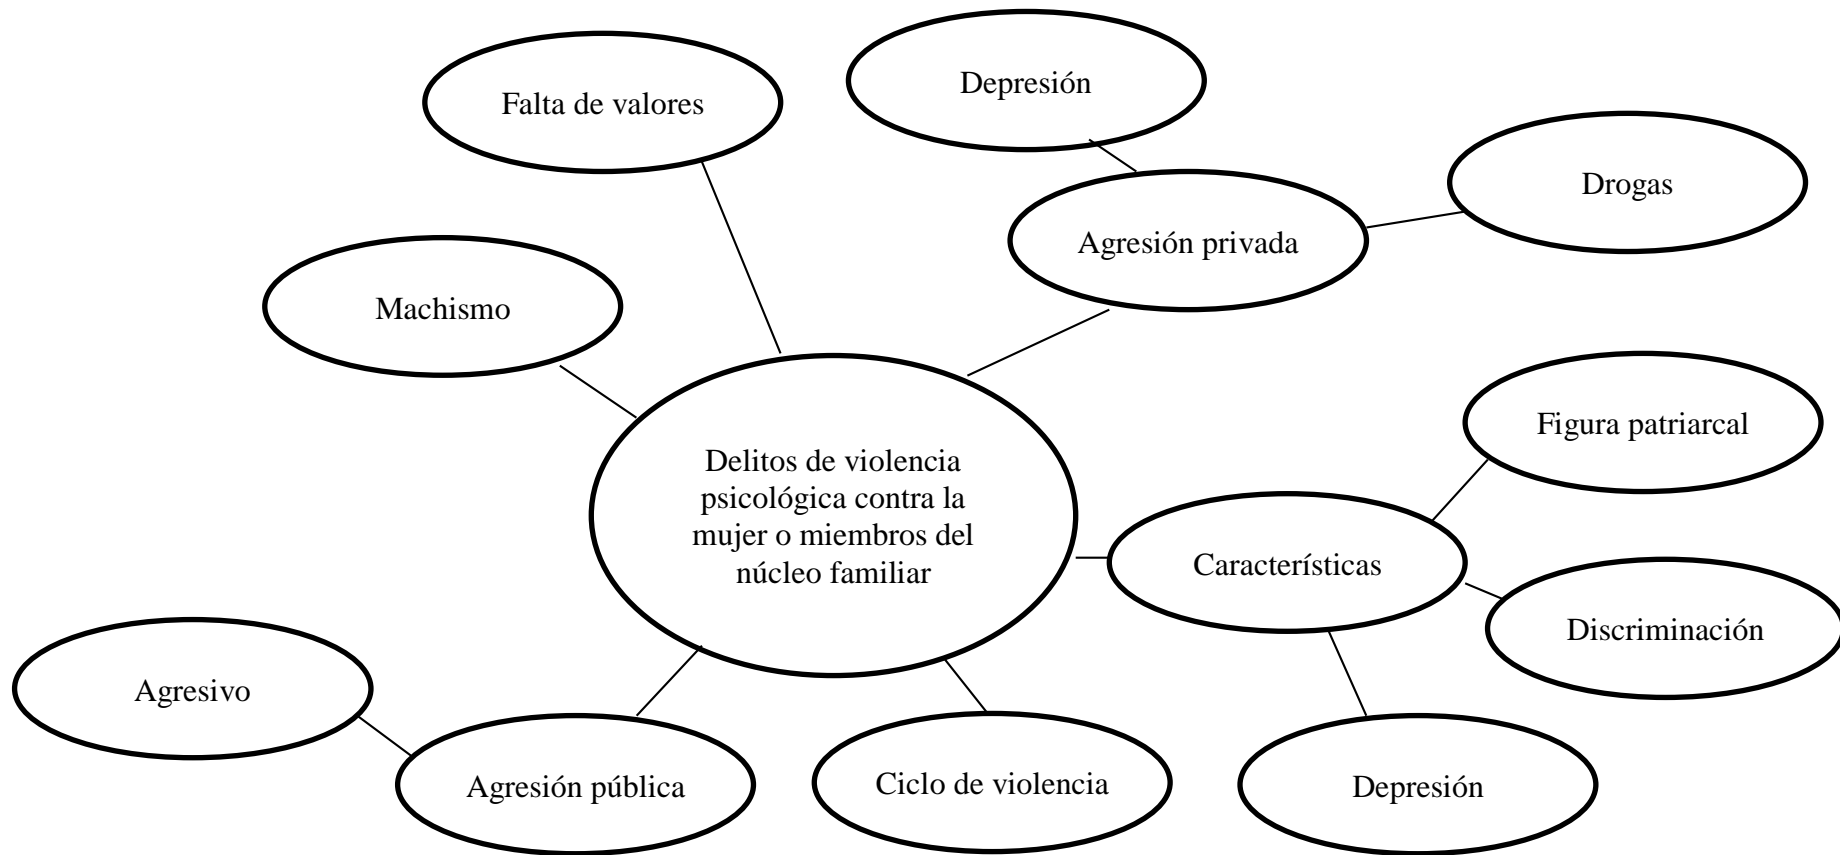 Depresión
Falta de valores
Drogas
Agresión privada
Machismo
Figura patriarcal
Delitos de violencia
psicológica contra la
mujer o miembros del
núcleo familiar
Características
Discriminación
Agresivo
Agresión pública
Ciclo de violencia
Depresión